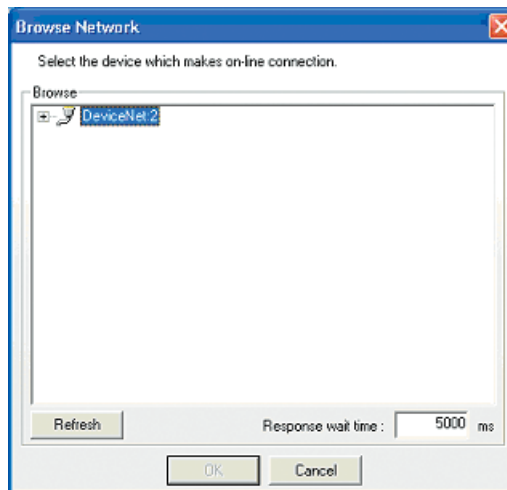 Browse Network
Select the device which makes on-line connection.
Browse
DeviceNet:2
Refresh
Response wait time : 5000 ms
OK Cancel